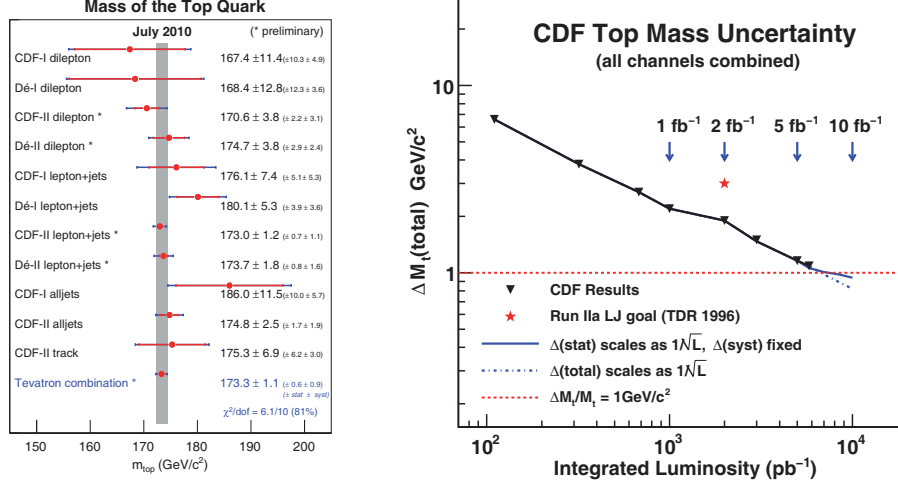 Mass of the Top Quark
July 2010 (* preliminary)
CDF-I dilepton 167.4 ±11.4 (±10.3 ± 4.9)
Dé-I dilepton 168.4 ±12.8 (±12.3 ± 3.6)
CDF-II dilepton * 170.6 ± 3.8 (± 2.2 ± 3.1)
Dé-II dilepton * 174.7 ± 3.8 (± 2.9 ± 2.4)
CDF-I lepton+jets 176.1 ± 7.4 (± 5.1 ± 5.3)
Dé-I lepton+jets 180.1 ± 5.3 (± 3.9 ± 3.6)
CDF-II lepton+jets * 173.0 ± 1.2 (± 0.7 ± 1.1)
Dé-II lepton+jets * 173.7 ± 1.8 (± 0.8 ± 1.6)
CDF-I alljets 186.0 ±11.5 (±10.0 ± 5.7)
CDF-II alljets 174.8 ± 2.5 (± 1.7 ± 1.9)
CDF-II track 175.3 ± 6.9 (± 6.2 ± 3.0)
Tevatron combination * 173.3 ± 1.1 (± 0.6 ± 0.9)
(± stat ± syst)
χ²/dof = 6.1/10 (81%)
150 160 170 180 190 200
m_top (GeV/c²)
CDF Top Mass Uncertainty
(all channels combined)
10
1 fb⁻¹ 2 fb⁻¹ 5 fb⁻¹ 10 fb⁻¹
ΔM_t(total) GeV/c²
1
CDF Results
Run IIa LJ goal (TDR 1996)
Δ(stat) scales as 1/√L, Δ(syst) fixed
Δ(total) scales as 1/√L
ΔM_t/M_t = 1GeV/c²
10² 10³ 10⁴
Integrated Luminosity (pb⁻¹)